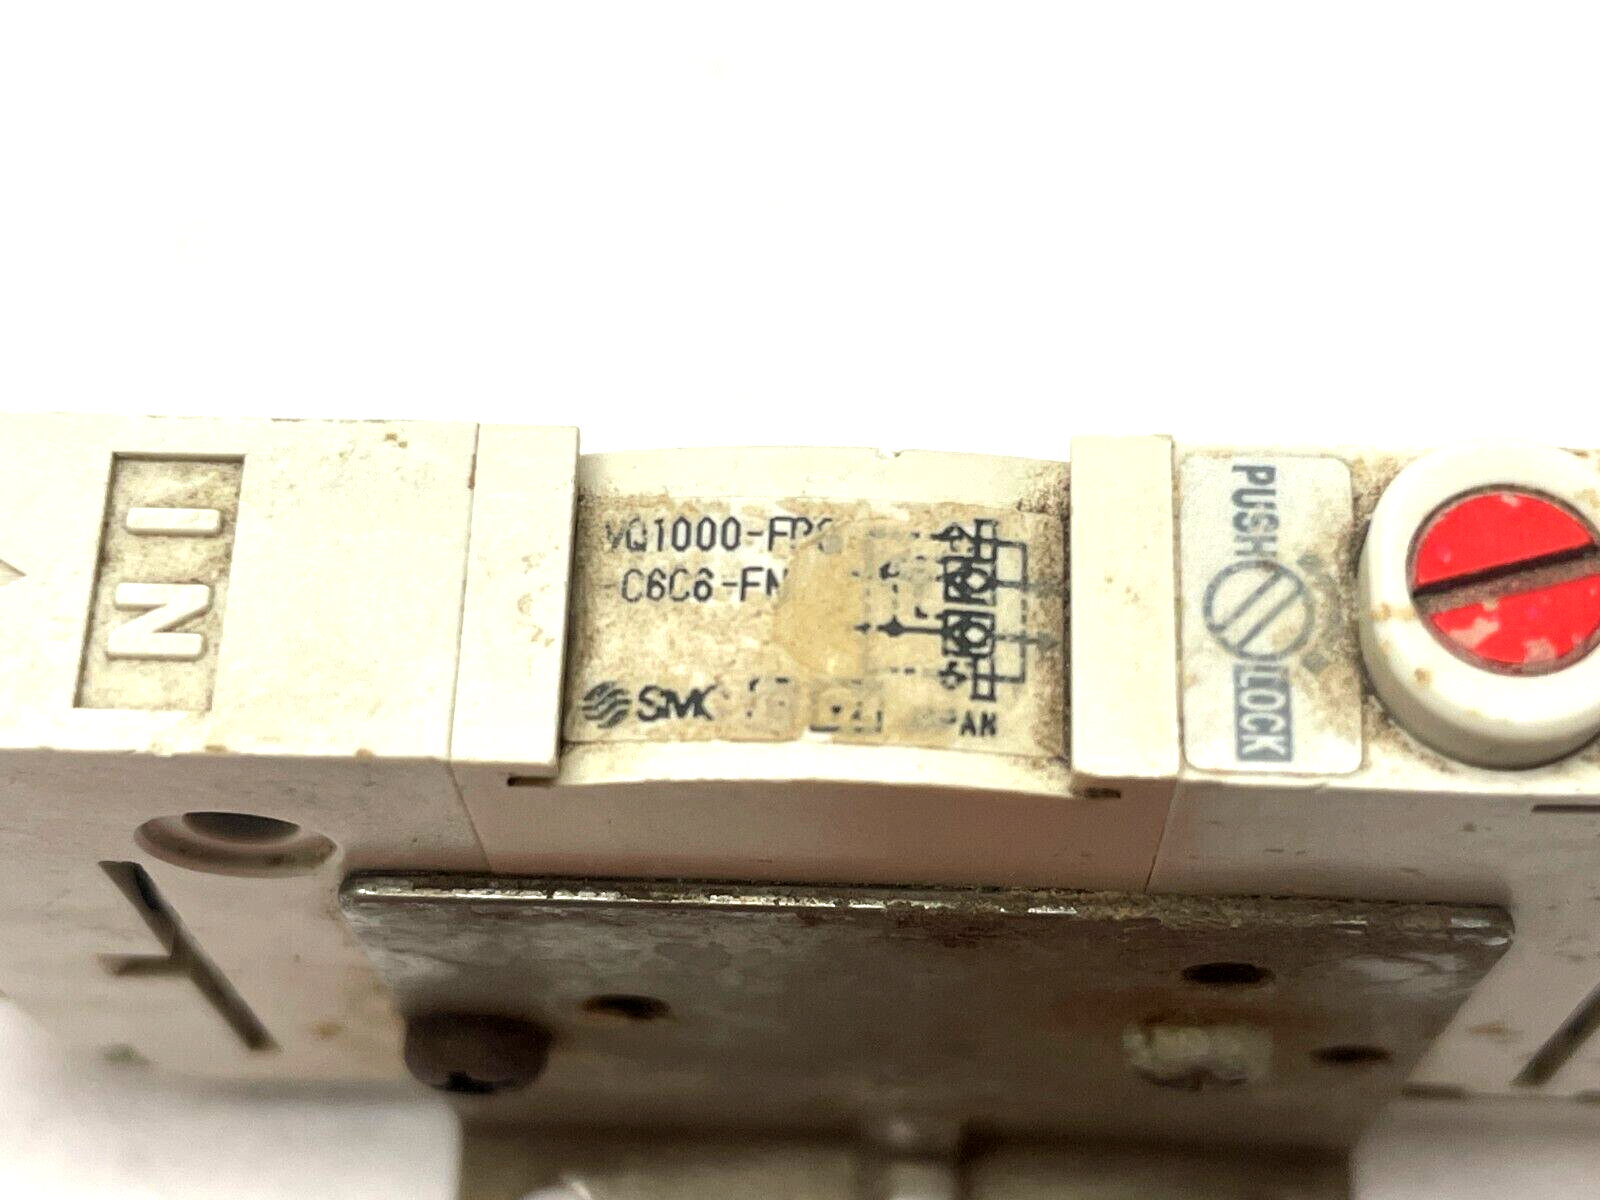 IN
VQ1000-FPG
-C6C6-FN
SMC
PUSH
LOCK